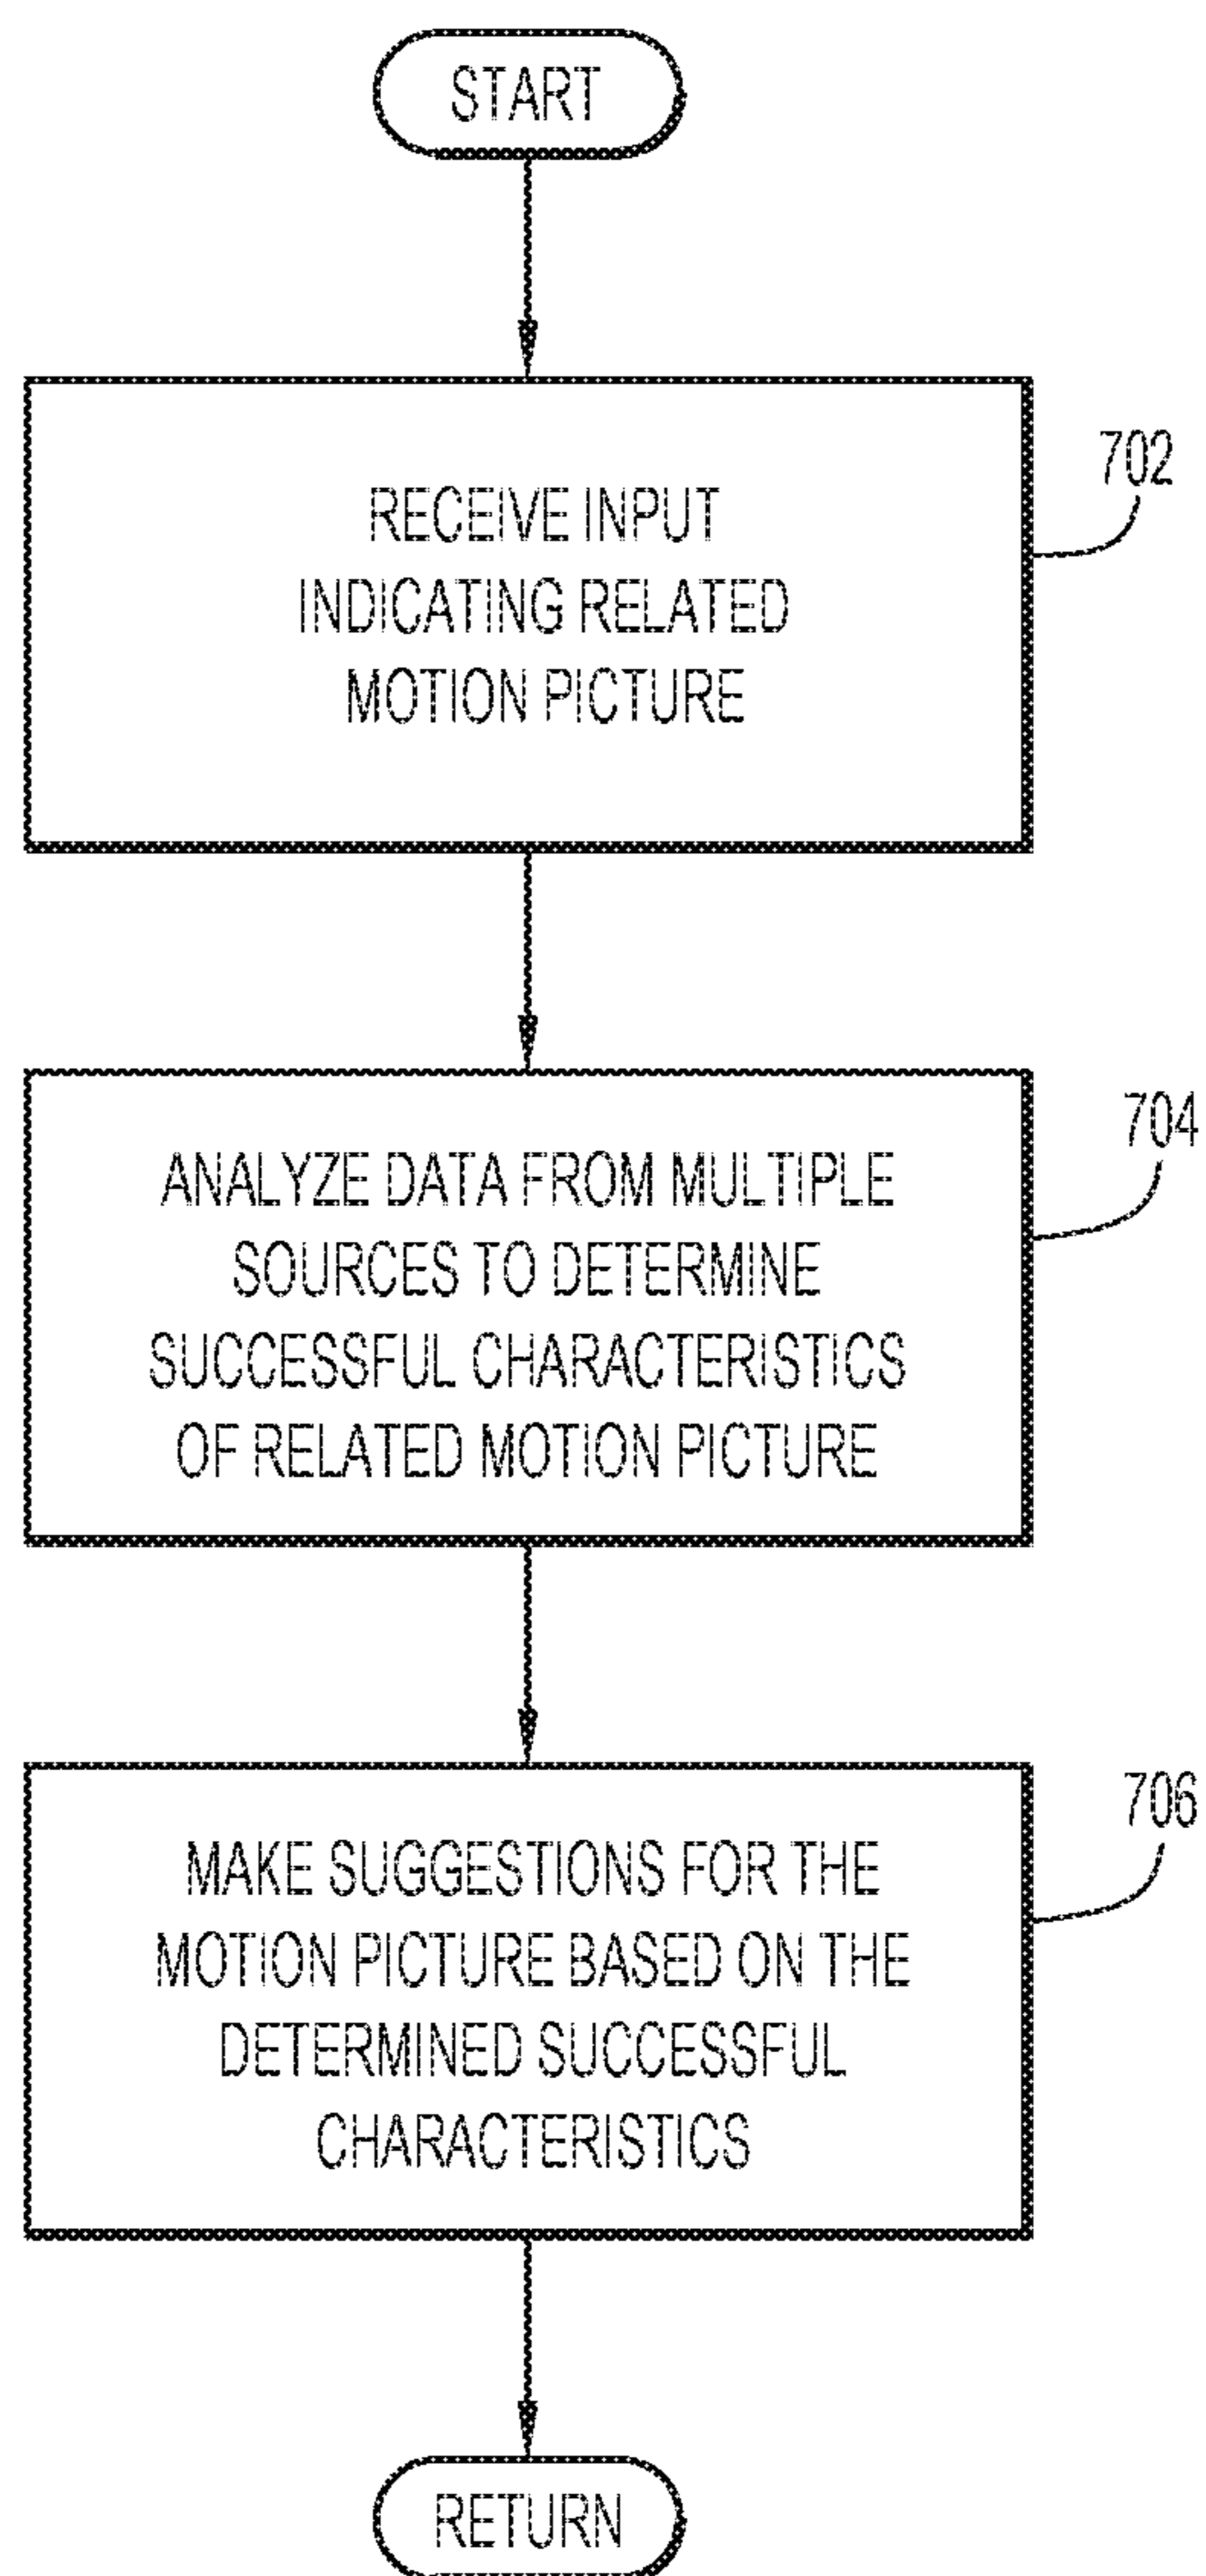 START
702
RECEIVE INPUT
INDICATING RELATED
MOTION PICTURE
704
ANALYZE DATA FROM MULTIPLE
SOURCES TO DETERMINE
SUCCESSFUL CHARACTERISTICS
OF RELATED MOTION PICTURE
706
MAKE SUGGESTIONS FOR THE
MOTION PICTURE BASED ON THE
DETERMINED SUCCESSFUL
CHARACTERISTICS
RETURN